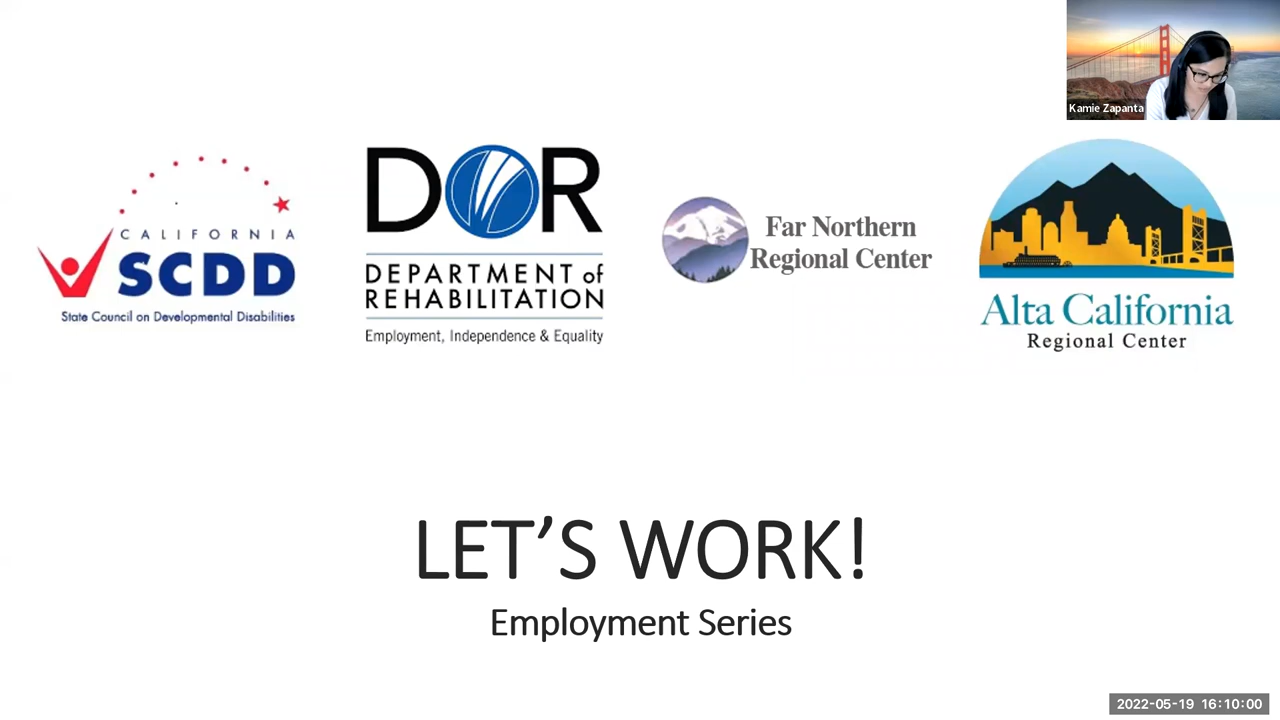 Kamie Zapanta
CALIFORNIA
SCDD
State Council on Developmental Disabilities
DOR
DEPARTMENT of
REHABILITATION
Employment, Independence & Equality
Far Northern
Regional Center
Alta California
Regional Center
LET’S WORK!
Employment Series
2022-05-19 16:10:00